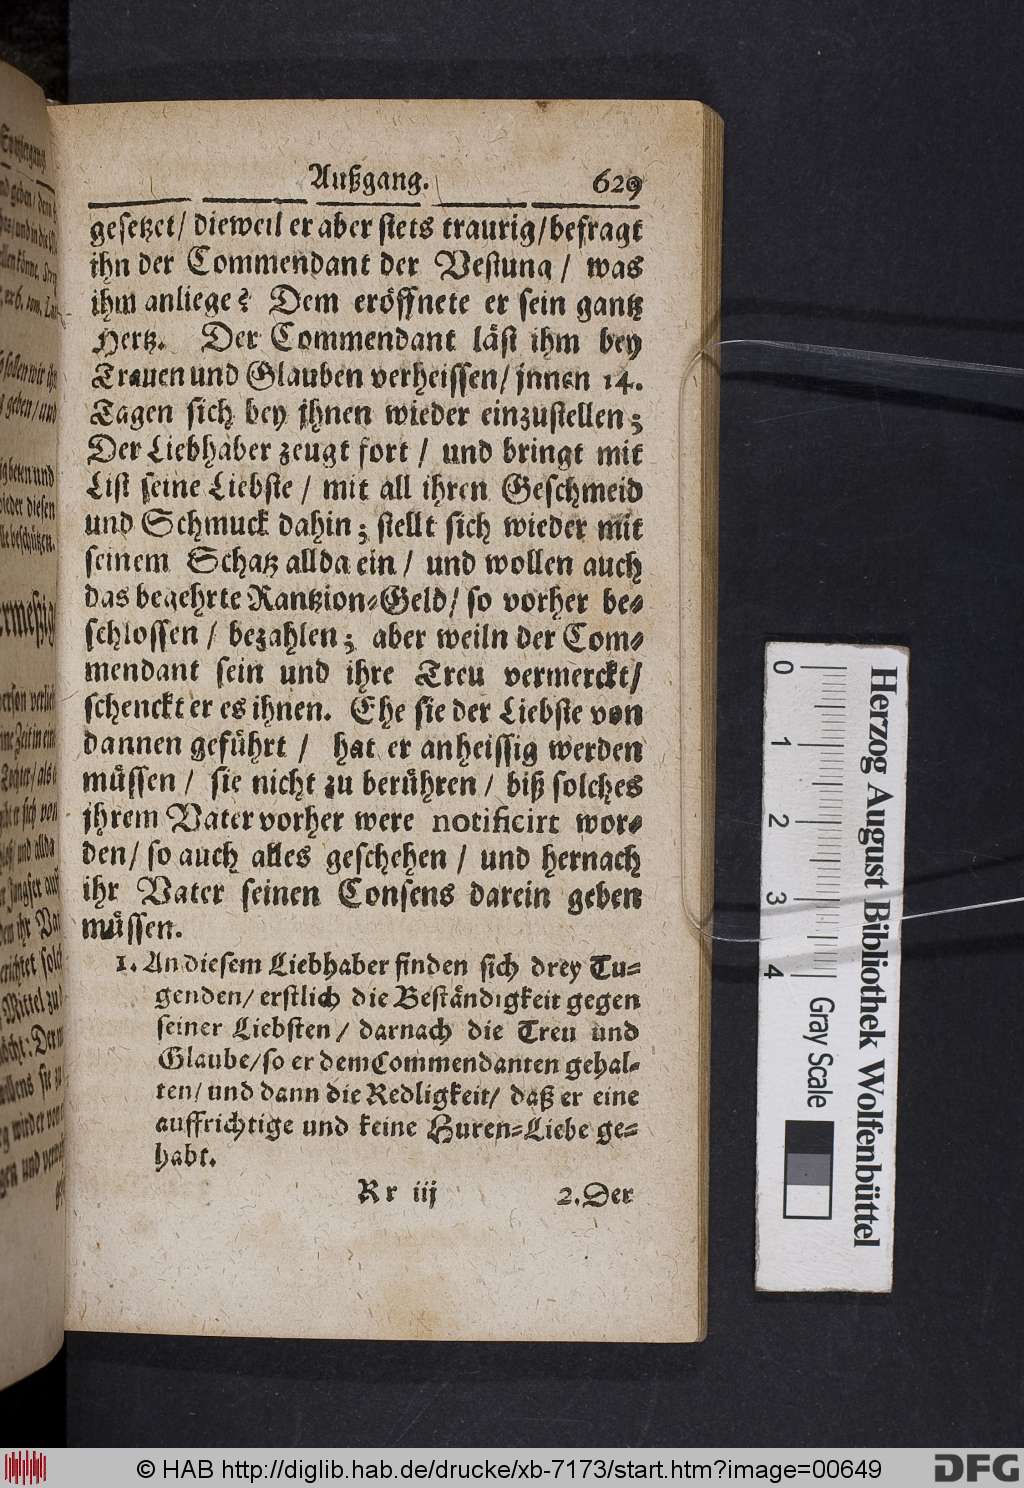 Außgang. 629
gesetzet/ dieweil er aber stets traurig/ befragt
ihn der Commendant der Vestung / was
ihm anliege? Dem eröffnete er sein gantz
Hertz. Der Commendant läst ihm bey
Trauen und Glauben verheissen/ jnnen 14.
Tagen sich bey jhnen wieder einzustellen;
Der Liebhaber zeugt fort / und bringt mit
List seine Liebste / mit all ihren Geschmeid
und Schmuck dahin; stellt sich wieder mit
seinem Schatz allda ein / und wollen auch
das begehrte Rantzion-Geld/ so vorher be-
schlossen / bezahlen; aber weiln der Com-
mendant sein und ihre Treu vermerckt/
schenckt er es ihnen. Ehe sie der Liebste von
dannen geführt / hat er anheissig werden
müssen / sie nicht zu berühren / biß solches
jhrem Vater vorher were notificirt wor-
den/ so auch alles geschehen / und hernach
ihr Vater seinen Consens darein geben
müssen.
1. An diesem Liebhaber finden sich drey Tu-
genden/ erstlich die Beständigkeit gegen
seiner Liebsten / darnach die Treu und
Glaube/ so er dem Commendanten gehal-
ten/ und dann die Redligkeit/ daß er eine
auffrichtige und keine Huren-Liebe ge-
habt.
Rr iij 2. Der
Herzog August Bibliothek Wolfenbüttel
0 1 2 3 4 Gray Scale
© HAB http://diglib.hab.de/drucke/xb-7173/start.htm?image=00649
DFG